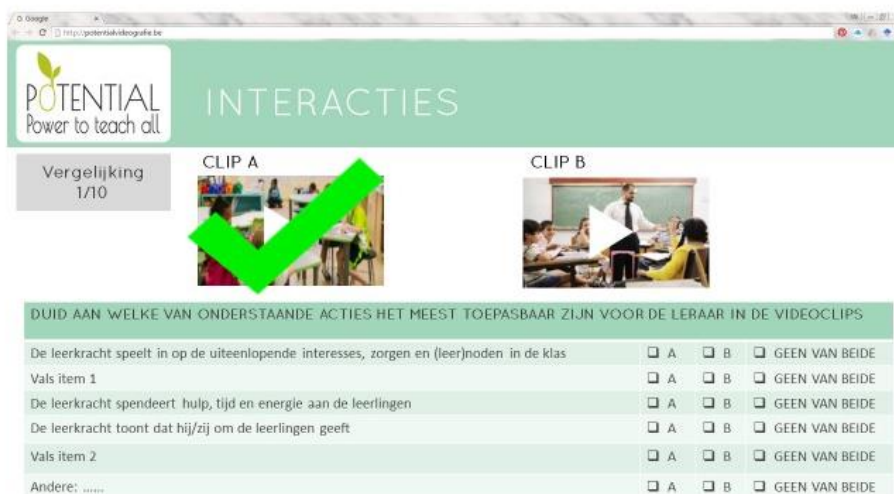 Google
http://potentialvideografie.be
POTENTIAL
Power to teach all
INTERACTIES
Vergelijking
1/10
CLIP A
CLIP B
DUID AAN WELKE VAN ONDERSTAANDE ACTIES HET MEEST TOEPASBAAR ZIJN VOOR DE LERAAR IN DE VIDEOCLIPS
De leerkracht speelt in op de uiteenlopende interesses, zorgen en (leer)noden in de klas A B GEEN VAN BEIDE
Vals item 1 A B GEEN VAN BEIDE
De leerkracht spendeert hulp, tijd en energie aan de leerlingen A B GEEN VAN BEIDE
De leerkracht toont dat hij/zij om de leerlingen geeft A B GEEN VAN BEIDE
Vals item 2 A B GEEN VAN BEIDE
Andere: ...... A B GEEN VAN BEIDE